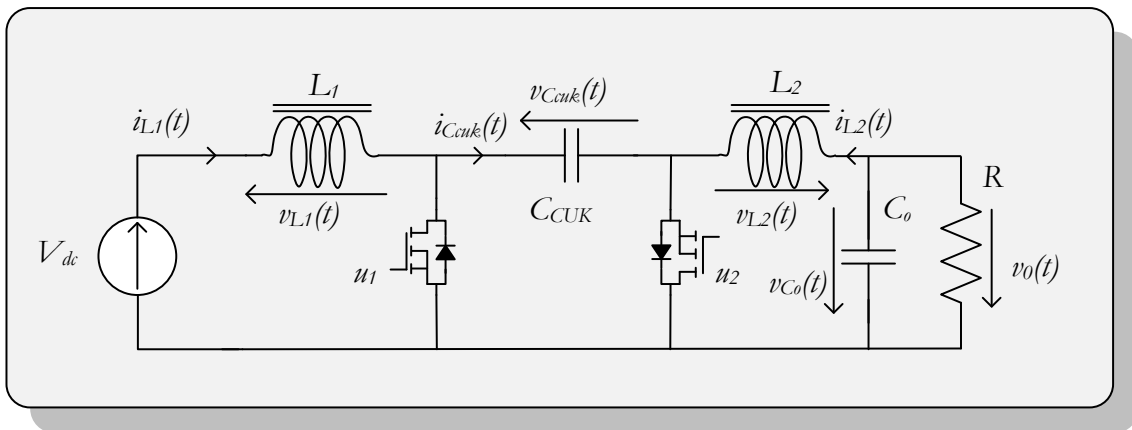 L1
vCcuk(t)
L2
iL1(t)
iCcuk(t)
iL2(t)
vL1(t)
CCUK
vL2(t)
Co
R
Vdc
u1
u2
vCo(t)
v0(t)